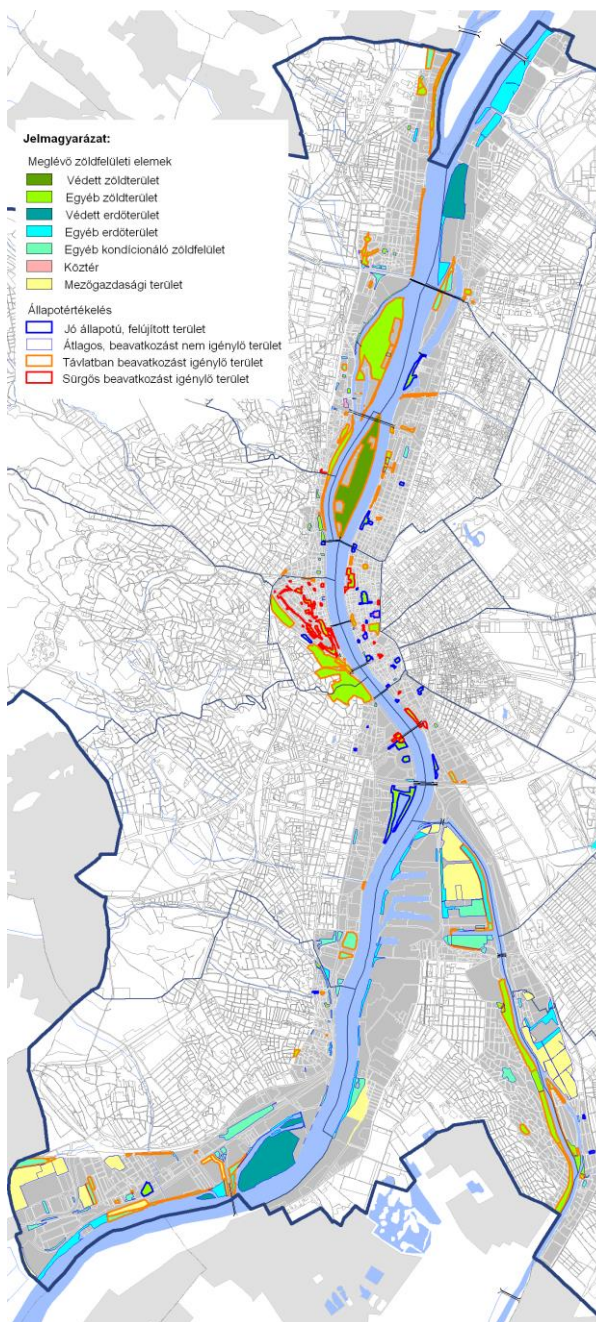 Jelmagyarázat:
Meglévő zöldfelületi elemek
Védett zöldterület
Egyéb zöldterület
Védett erdőterület
Egyéb erdőterület
Egyéb kondícionáló zöldfelület
Köztér
Mezőgazdasági terület
Állapotértékelés
Jó állapotú, felújított terület
Átlagos, beavatkozást nem igénylő terület
Távlatban beavatkozást igénylő terület
Sürgős beavatkozást igénylő terület